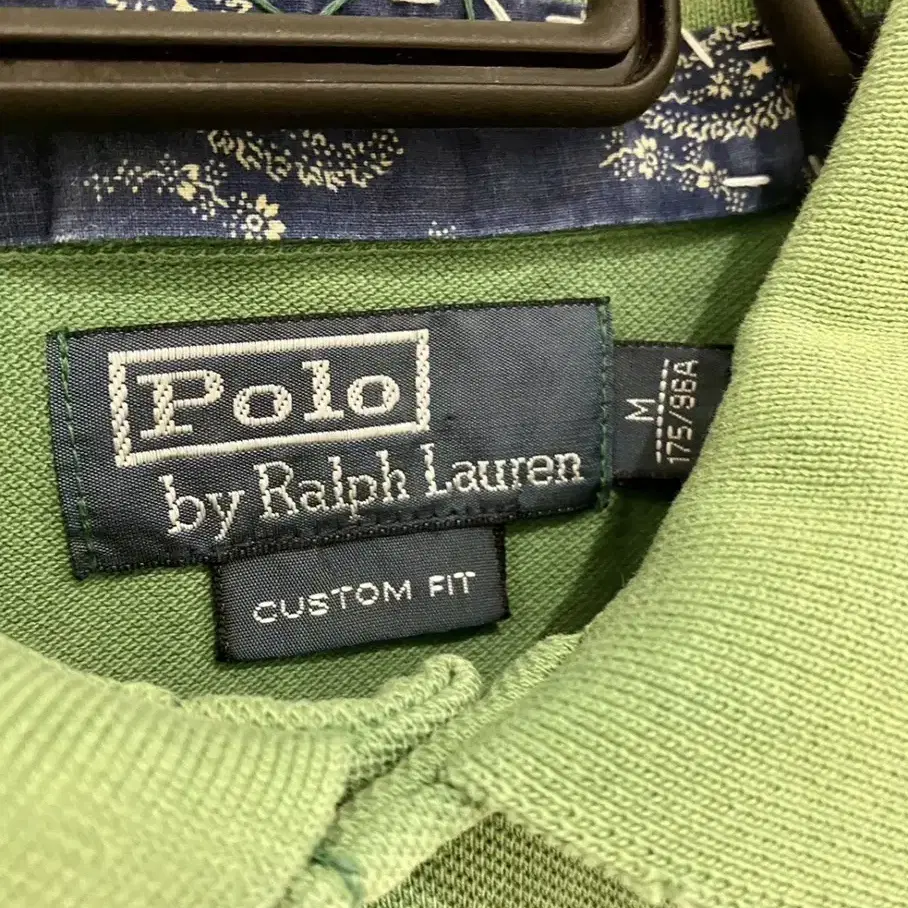 Polo
by Ralph Lauren
CUSTOM FIT
M
175/96A